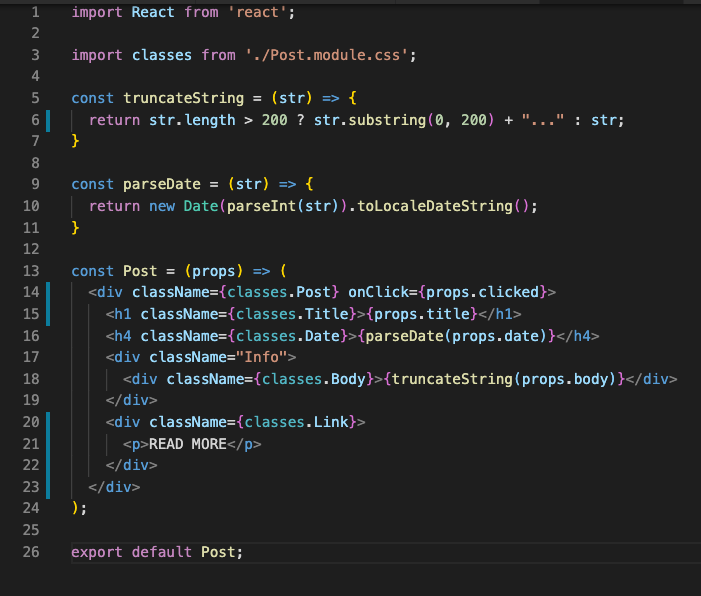 1 import React from 'react';
2
3 import classes from './Post.module.css';
4
5 const truncateString = (str) => {
6   return str.length > 200 ? str.substring(0, 200) + "..." : str;
7 }
8
9 const parseDate = (str) => {
10   return new Date(parseInt(str)).toLocaleDateString();
11 }
12
13 const Post = (props) => (
14   <div className={classes.Post} onClick={props.clicked}>
15     <h1 className={classes.Title}>{props.title}</h1>
16     <h4 className={classes.Date}>{parseDate(props.date)}</h4>
17     <div className="Info">
18       <div className={classes.Body}>{truncateString(props.body)}</div>
19     </div>
20     <div className={classes.Link}>
21       <p>READ MORE</p>
22     </div>
23   </div>
24 );
25
26 export default Post;